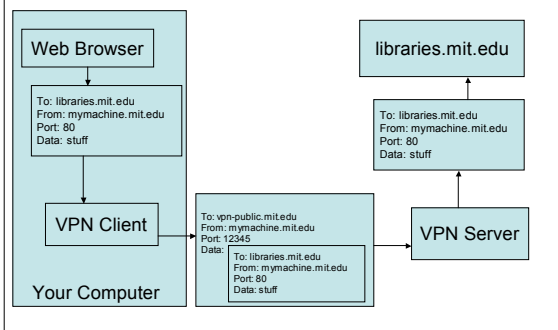 Web Browser
To: libraries.mit.edu
From: mymachine.mit.edu
Port: 80
Data: stuff
VPN Client
Your Computer
To: vpn-public.mit.edu
From: mymachine.mit.edu
Port: 12345
Data:
To: libraries.mit.edu
From: mymachine.mit.edu
Port: 80
Data: stuff
VPN Server
To: libraries.mit.edu
From: mymachine.mit.edu
Port: 80
Data: stuff
libraries.mit.edu